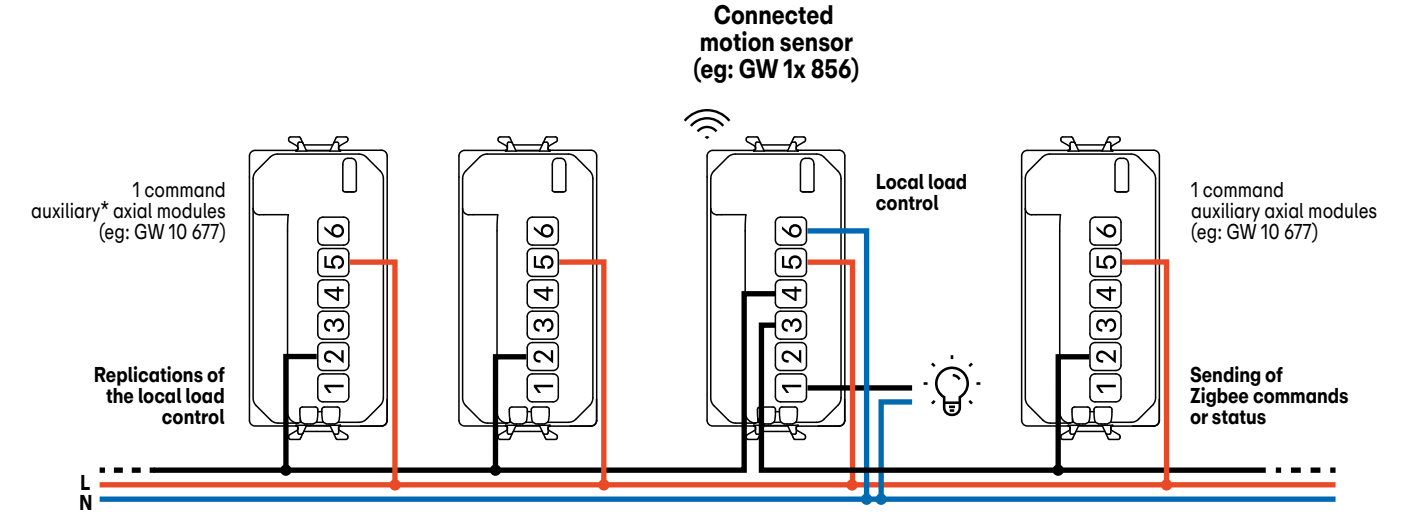 Connected
motion sensor
(eg: GW 1x 856)
1 command
auxiliary* axial modules
(eg: GW 10 677)
Replications of
the local load
control
6
5
4
3
2
1
6
5
4
3
2
1
6
5
4
3
2
1
Local load
control
6
5
4
3
2
1
1 command
auxiliary axial modules
(eg: GW 10 677)
Sending of
Zigbee commands
or status
L
N